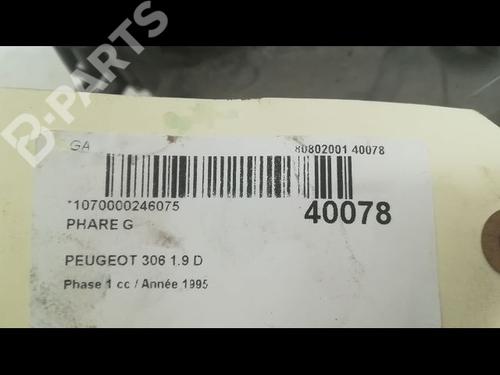 B-PARTS
GA
80802001 40078
*1070000246075
40078
PHARE G
PEUGEOT 306 1.9 D
Phase 1 cc / Année 1995